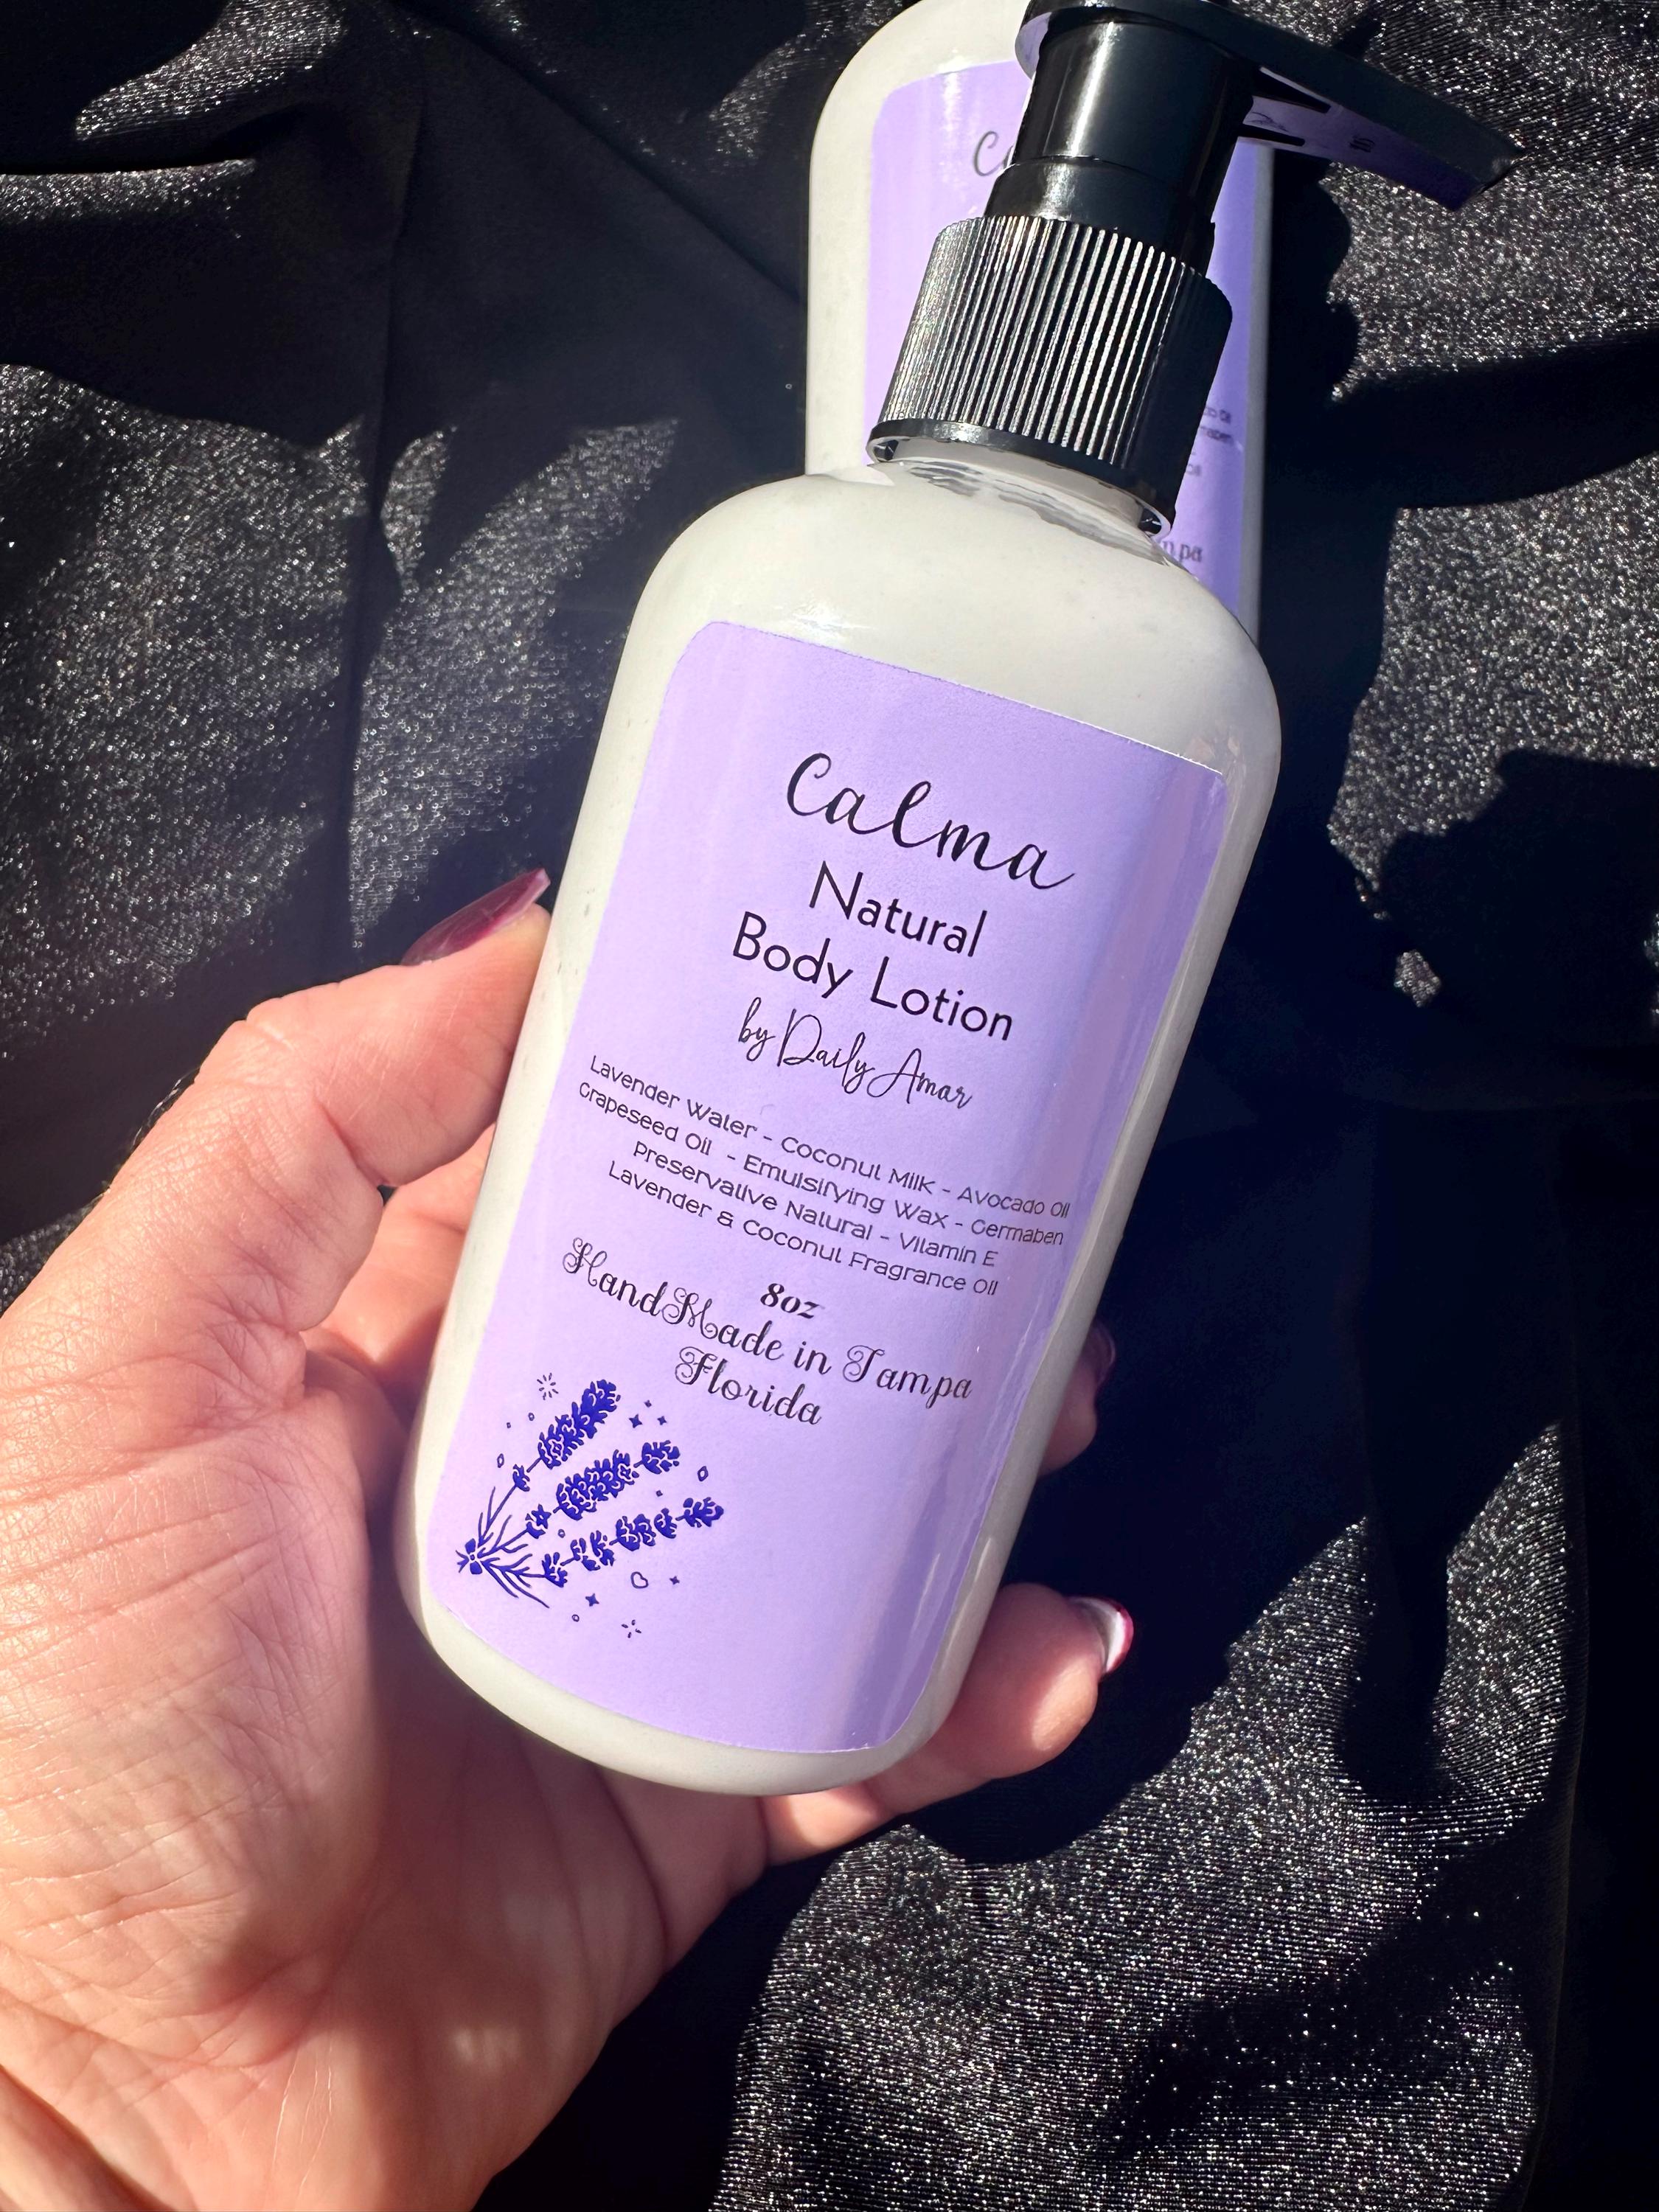 Calma
Natural
Body Lotion
by Daily Amar
Lavender Water - Coconut Milk - Avocado Oil
Grapeseed Oil - Emulsifying Wax - Germaben
Preservative Natural - Vitamin E
Lavender & Coconut Fragrance Oil
8oz
HandMade in Tampa
Florida